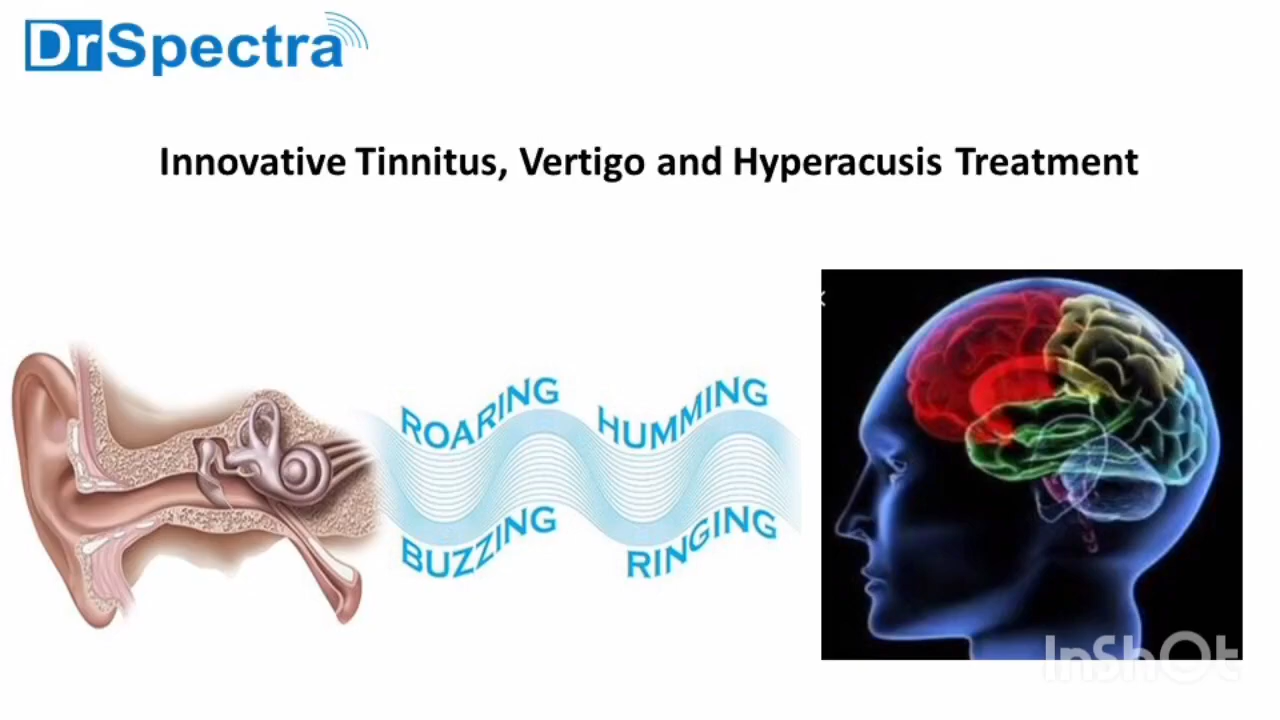 DrSpectra
Innovative Tinnitus, Vertigo and Hyperacusis Treatment
ROARING HUMMING
BUZZING RINGING
InShOt